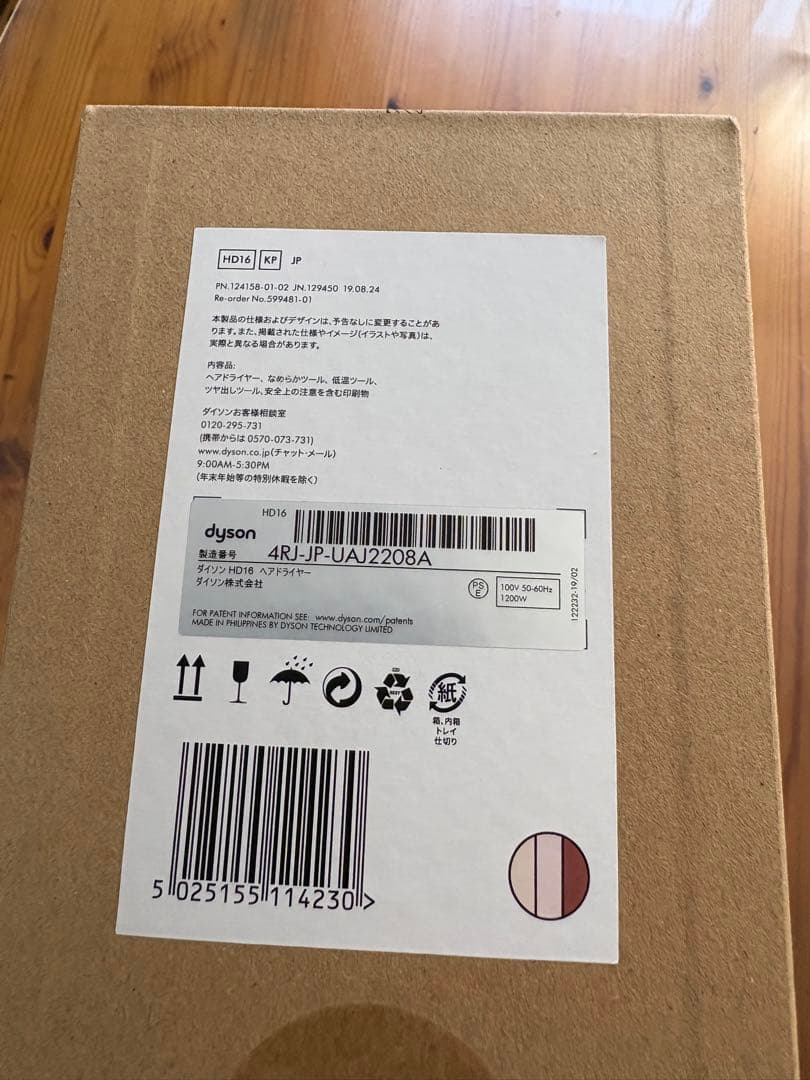 HD16 KP JP
PN.124158-01-02 JN.129450 19.08.24
Re-order No.599481-01
本製品の仕様およびデザインは、予告なしに変更することがあ
ります。また、掲載された仕様やイメージ(イラストや写真)は、
実際と異なる場合があります。
内容品:
ヘアドライヤー、なめらかツール、低温ツール、
ツヤ出しツール、安全上の注意を含む印刷物
ダイソンお客様相談室
0120-295-731
(携帯からは 0570-073-731)
www.dyson.co.jp(チャット・メール)
9:00AM-5:30PM
(年末年始等の特別休暇を除く)
HD16
dyson
製造番号 4RJ-JP-UAJ2208A
ダイソン HD16 ヘアドライヤー
ダイソン株式会社
PS
E
100V 50-60Hz
1200W
122232-19/02
FOR PATENT INFORMATION SEE: www.dyson.com/patents
MADE IN PHILIPPINES BY DYSON TECHNOLOGY LIMITED
紙
箱、内箱
トレイ
仕切り
5 025155 114230 >